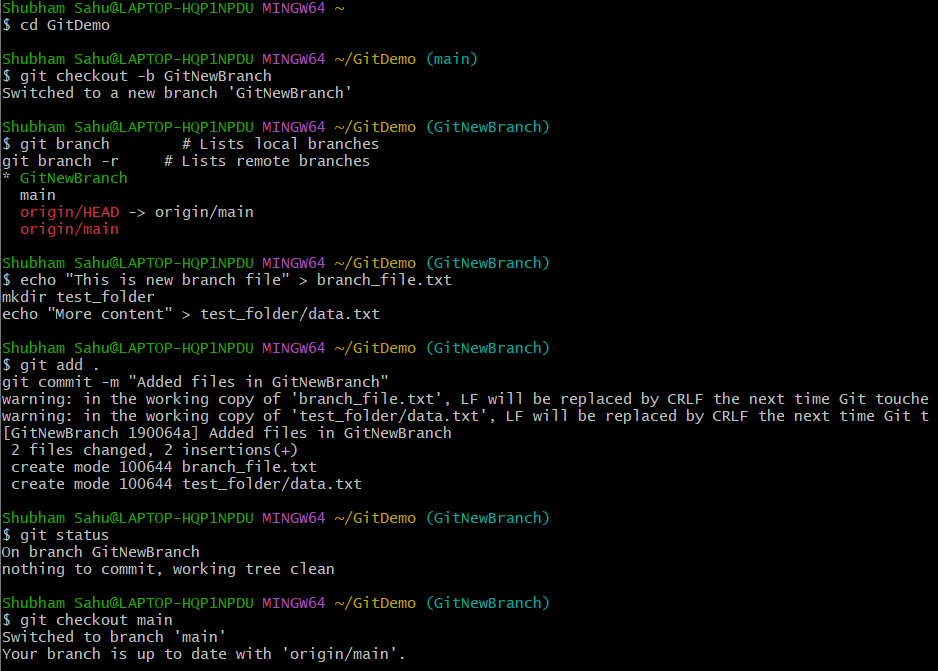 Shubham Sahu@LAPTOP-HQP1NPDU MINGW64 ~
$ cd GitDemo
Shubham Sahu@LAPTOP-HQP1NPDU MINGW64 ~/GitDemo (main)
$ git checkout -b GitNewBranch
Switched to a new branch 'GitNewBranch'
Shubham Sahu@LAPTOP-HQP1NPDU MINGW64 ~/GitDemo (GitNewBranch)
$ git branch        # Lists local branches
git branch -r     # Lists remote branches
* GitNewBranch
  main
  origin/HEAD -> origin/main
  origin/main
Shubham Sahu@LAPTOP-HQP1NPDU MINGW64 ~/GitDemo (GitNewBranch)
$ echo "This is new branch file" > branch_file.txt
mkdir test_folder
echo "More content" > test_folder/data.txt
Shubham Sahu@LAPTOP-HQP1NPDU MINGW64 ~/GitDemo (GitNewBranch)
$ git add .
git commit -m "Added files in GitNewBranch"
warning: in the working copy of 'branch_file.txt', LF will be replaced by CRLF the next time Git touche
warning: in the working copy of 'test_folder/data.txt', LF will be replaced by CRLF the next time Git t
[GitNewBranch 190064a] Added files in GitNewBranch
 2 files changed, 2 insertions(+)
 create mode 100644 branch_file.txt
 create mode 100644 test_folder/data.txt
Shubham Sahu@LAPTOP-HQP1NPDU MINGW64 ~/GitDemo (GitNewBranch)
$ git status
On branch GitNewBranch
nothing to commit, working tree clean
Shubham Sahu@LAPTOP-HQP1NPDU MINGW64 ~/GitDemo (GitNewBranch)
$ git checkout main
Switched to branch 'main'
Your branch is up to date with 'origin/main'.